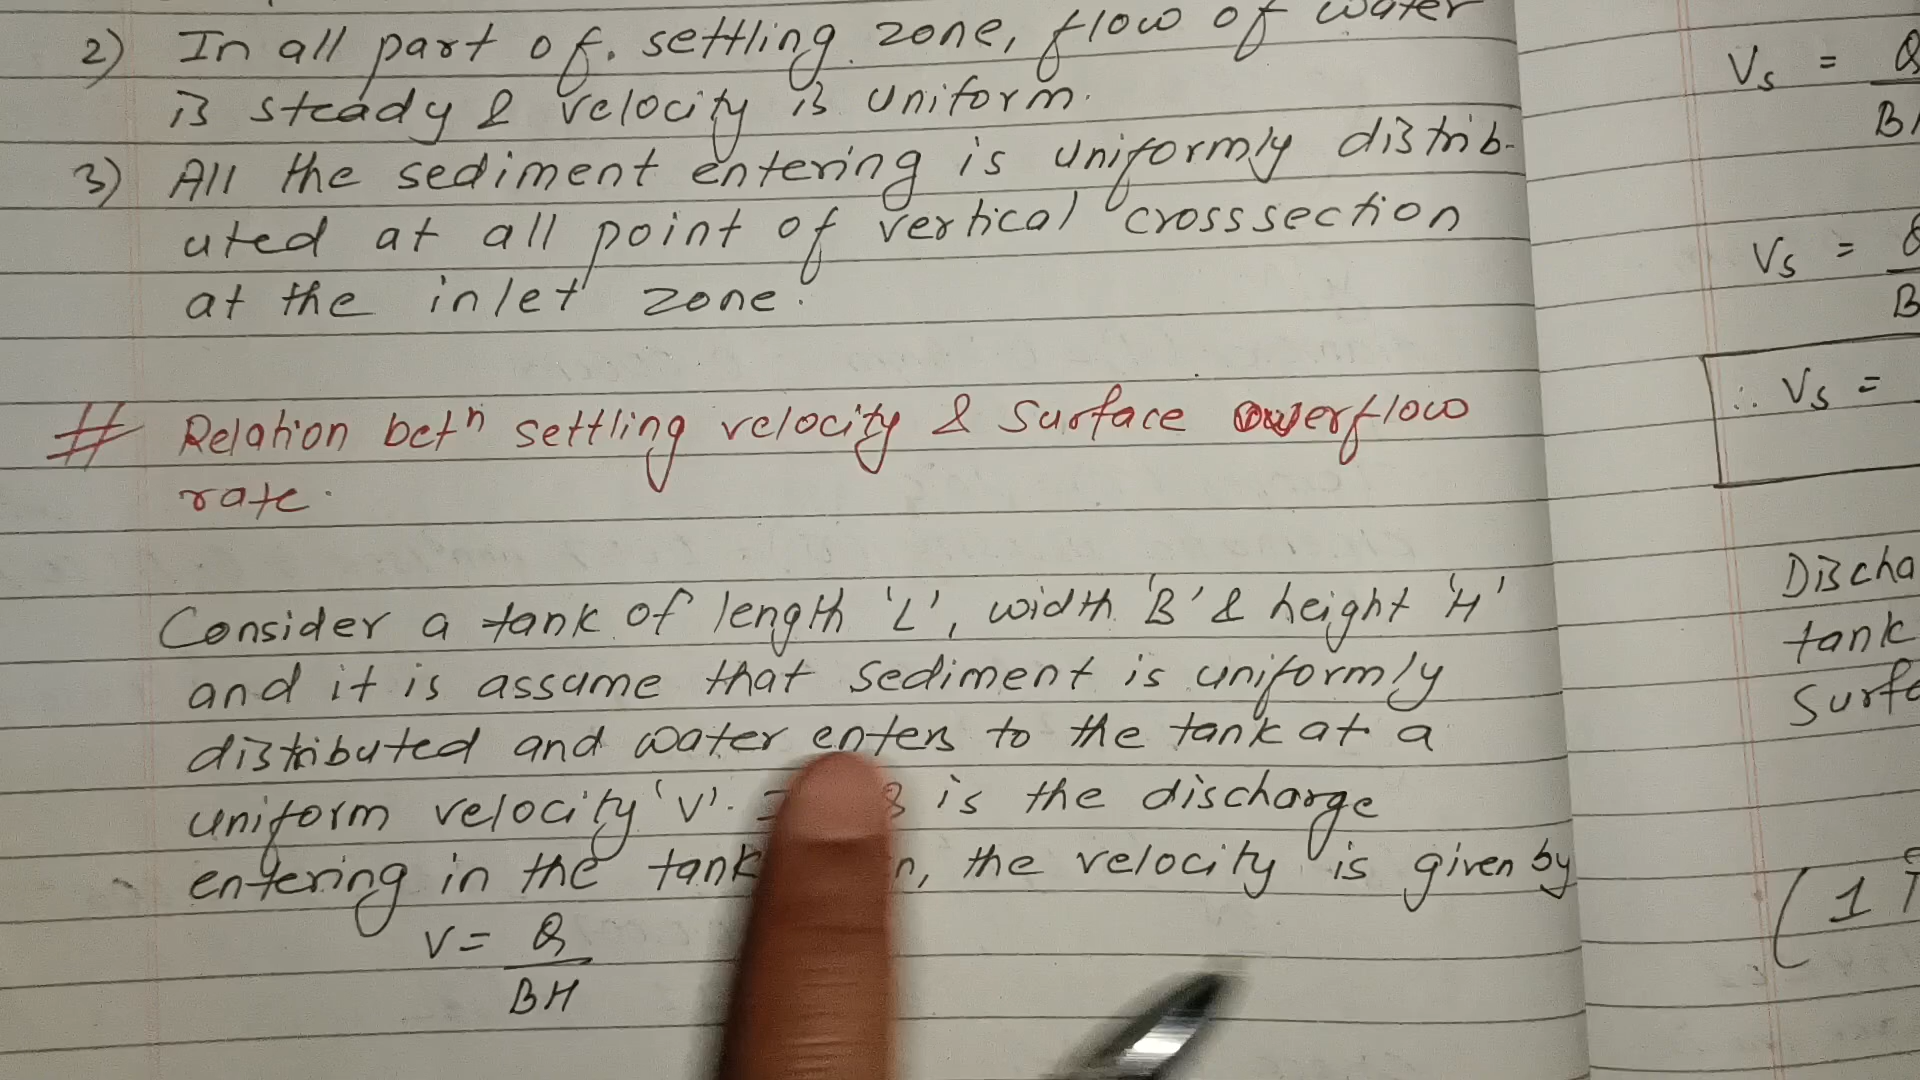 2) In all part of. settling zone, flow of water
is steady & velocity is uniform.
3) All the sediment entering is uniformly distrib-
uted at all point of vertical crosssection
at the inlet zone.
# Relation betn settling velocity & Surface overflow
rate.
Consider a tank of length 'L', width 'B' & height 'H'
and it is assume that sediment is uniformly
distributed and water enters to the tank at a
uniform velocity 'V'. is the discharge
entering in the tank the velocity is given by
V = Q
BH
Vs = Q
B
Vs =
B
∴ Vs =
Discha
tank
Surfa
(1